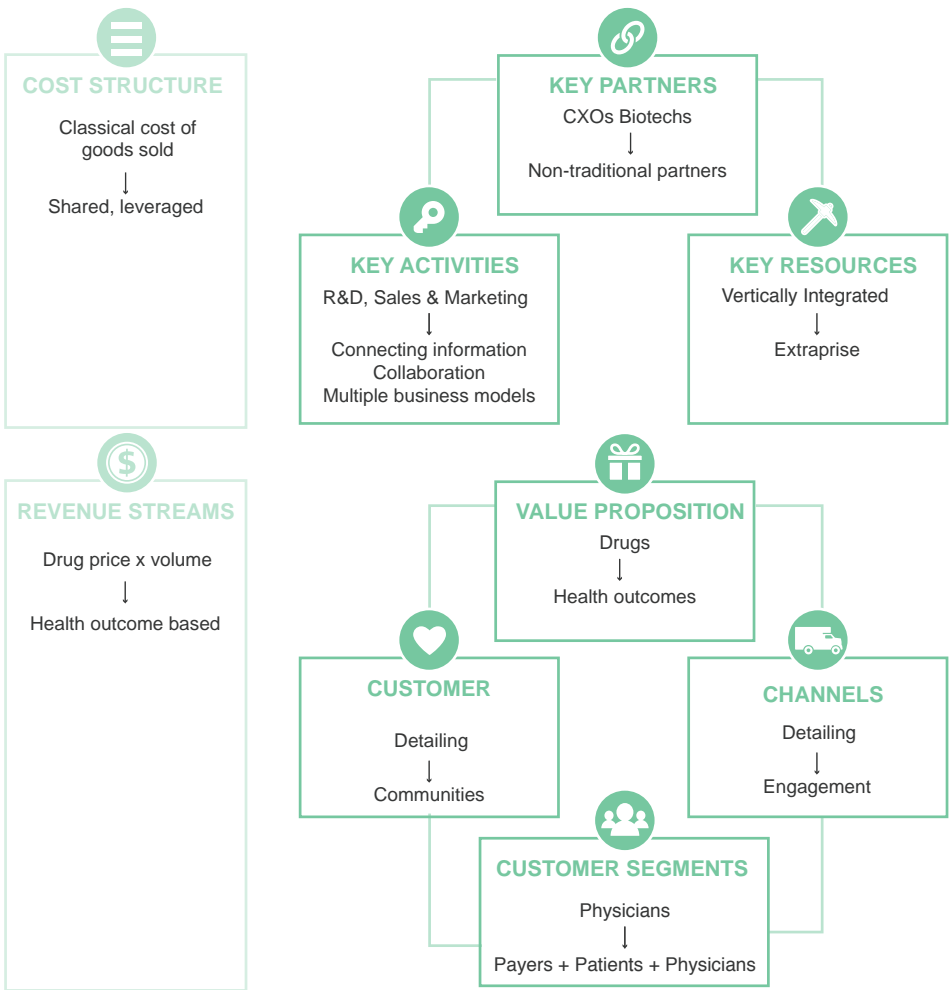 COST STRUCTURE
Classical cost of
goods sold
↓
Shared, leveraged
KEY PARTNERS
CXOs Biotechs
↓
Non-traditional partners
KEY ACTIVITIES
R&D, Sales & Marketing
↓
Connecting information
Collaboration
Multiple business models
KEY RESOURCES
Vertically Integrated
↓
Extraprise
$
REVENUE STREAMS
Drug price x volume
↓
Health outcome based
VALUE PROPOSITION
Drugs
↓
Health outcomes
CUSTOMER
Detailing
↓
Communities
CHANNELS
Detailing
↓
Engagement
CUSTOMER SEGMENTS
Physicians
↓
Payers + Patients + Physicians